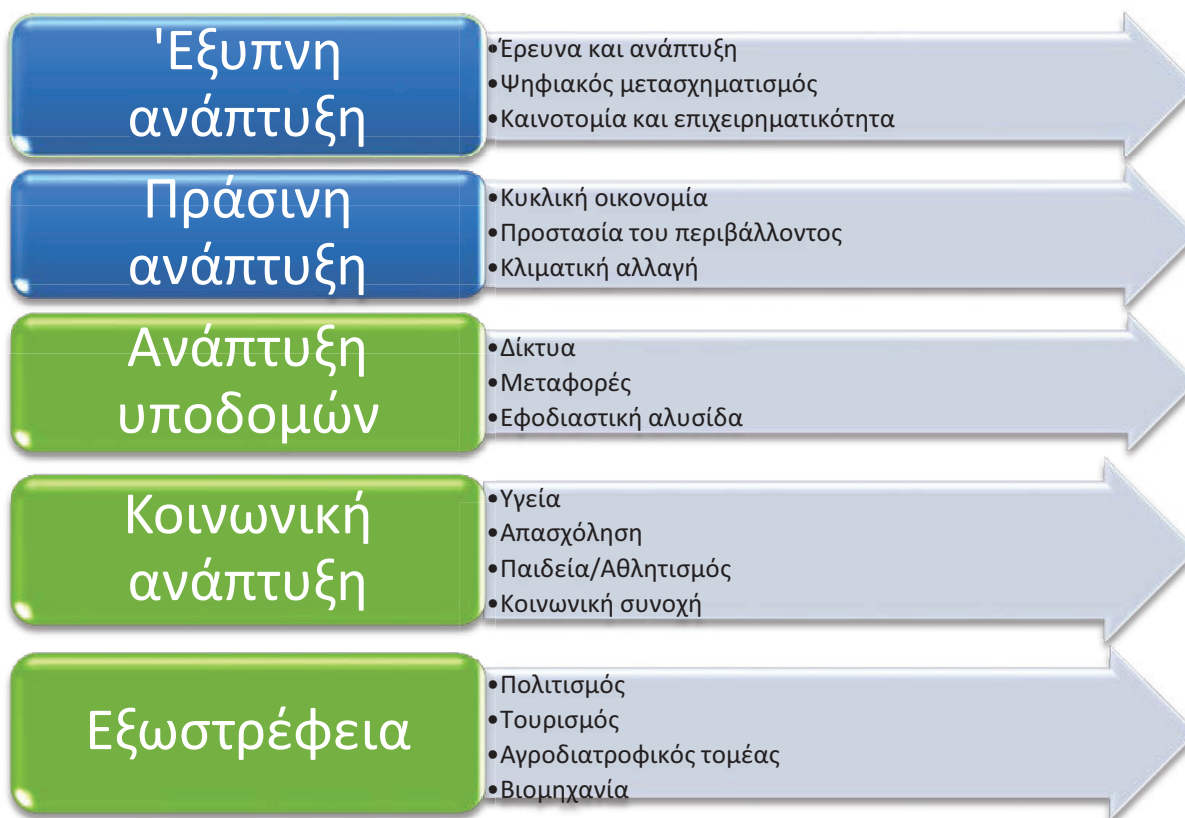 'Εξυπνη
ανάπτυξη
•Έρευνα και ανάπτυξη
•Ψηφιακός μετασχηματισμός
•Καινοτομία και επιχειρηματικότητα
Πράσινη
ανάπτυξη
•Κυκλική οικονομία
•Προστασία του περιβάλλοντος
•Κλιματική αλλαγή
Ανάπτυξη
υποδομών
•Δίκτυα
•Μεταφορές
•Εφοδιαστική αλυσίδα
Κοινωνική
ανάπτυξη
•Υγεία
•Απασχόληση
•Παιδεία/Αθλητισμός
•Κοινωνική συνοχή
Εξωστρέφεια
•Πολιτισμός
•Τουρισμός
•Αγροδιατροφικός τομέας
•Βιομηχανία